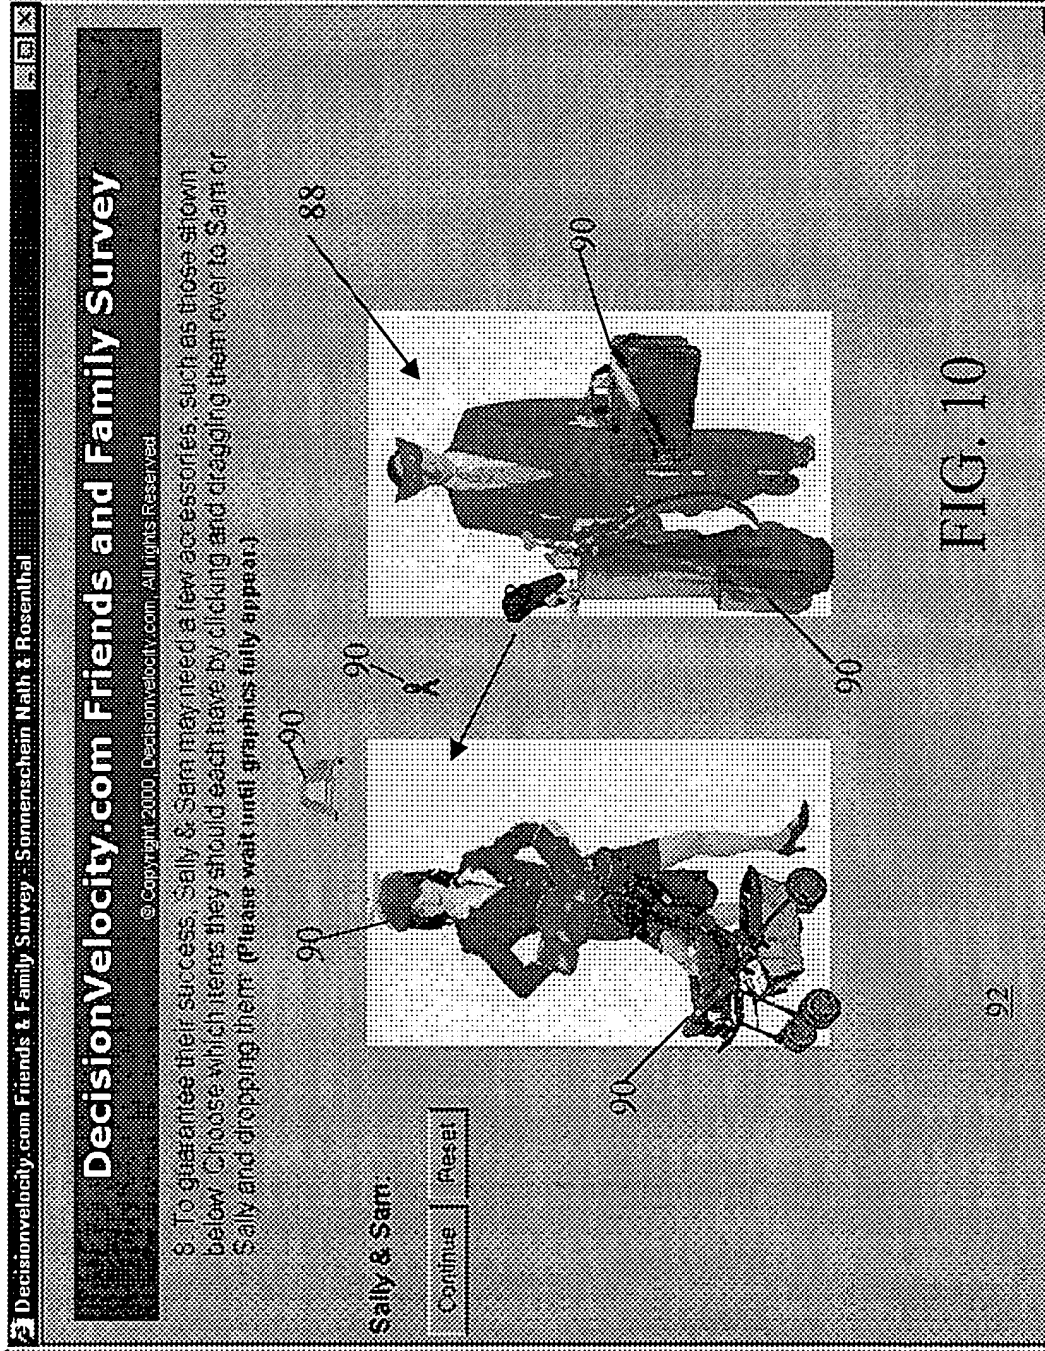 Decisionvelocity.com Friends & Family Survey - Sonnenschein Nath & Rosenthal
DecisionVelocity.com Friends and Family Survey
© Copyright 2000, Decisionvelocity.com, All rights Reserved
8. To guarantee their success, Sally & Sam may need a few accessories, such as those shown
below. Choose which items they should each have by clicking and dragging them over to Sam or
Sally and dropping them. (Please wait until graphics fully appear.)
Sally & Sam.
Continue
Reset
88
90
90
90
90
90
90
92
FIG. 10